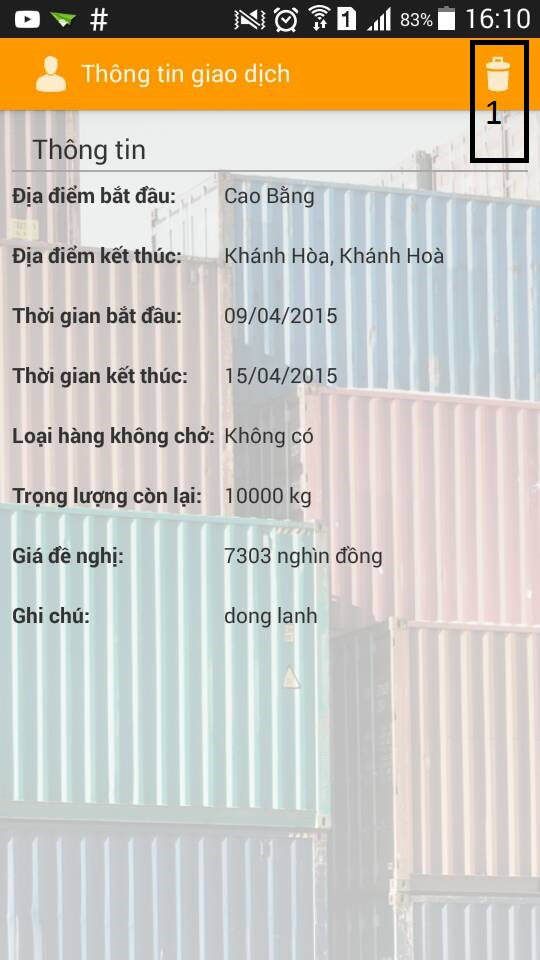 # 1 83% 16:10
Thông tin giao dịch
1
Thông tin
Địa điểm bắt đầu: Cao Bằng
Địa điểm kết thúc: Khánh Hòa, Khánh Hoà
Thời gian bắt đầu: 09/04/2015
Thời gian kết thúc: 15/04/2015
Loại hàng không chở: Không có
Trọng lượng còn lại: 10000 kg
Giá đề nghị: 7303 nghìn đồng
Ghi chú: dong lanh